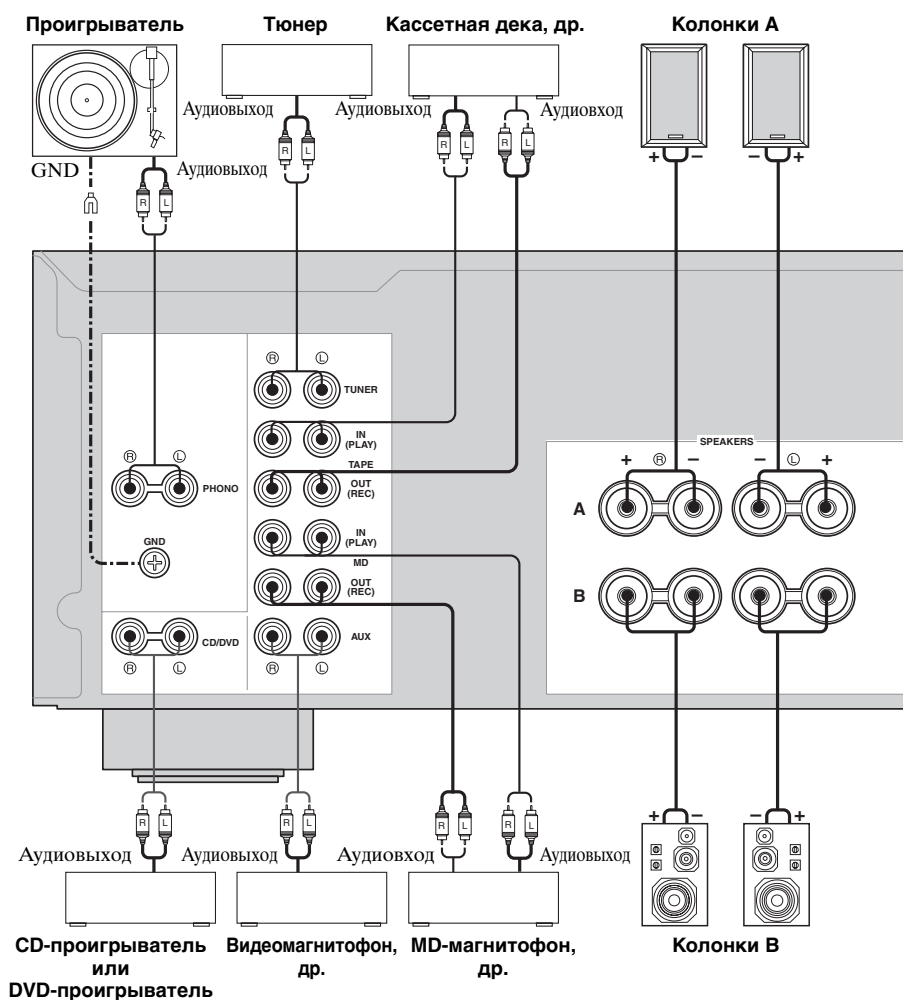 Проигрыватель
Тюнер
Кассетная дека, др.
Колонки A
Аудиовыход
Аудиовыход
Аудиовход
GND
Аудиовыход
R L
R L
R L
R L
R L
+ − − +
R L
TUNER
IN
(PLAY)
TAPE
OUT
(REC)
IN
(PLAY)
MD
OUT
(REC)
AUX
R L
R L
PHONO
GND
CD/DVD
R L
SPEAKERS
+ R − − L +
A
B
R L
R L
R L
R L
+ − − +
Аудиовыход
Аудиовыход
Аудиовход
Аудиовыход
CD-проигрыватель
или
DVD-проигрыватель
Видеомагнитофон,
др.
MD-магнитофон,
др.
Колонки B